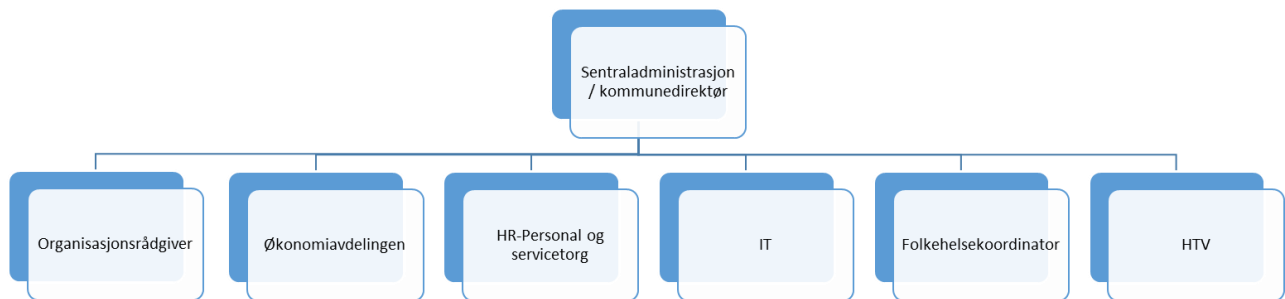 Sentraladministrasjon
/ kommunedirektør
Organisasjonsrådgiver
Økonomiavdelingen
HR-Personal og
servicetorg
IT
Folkehelsekoordinator
HTV